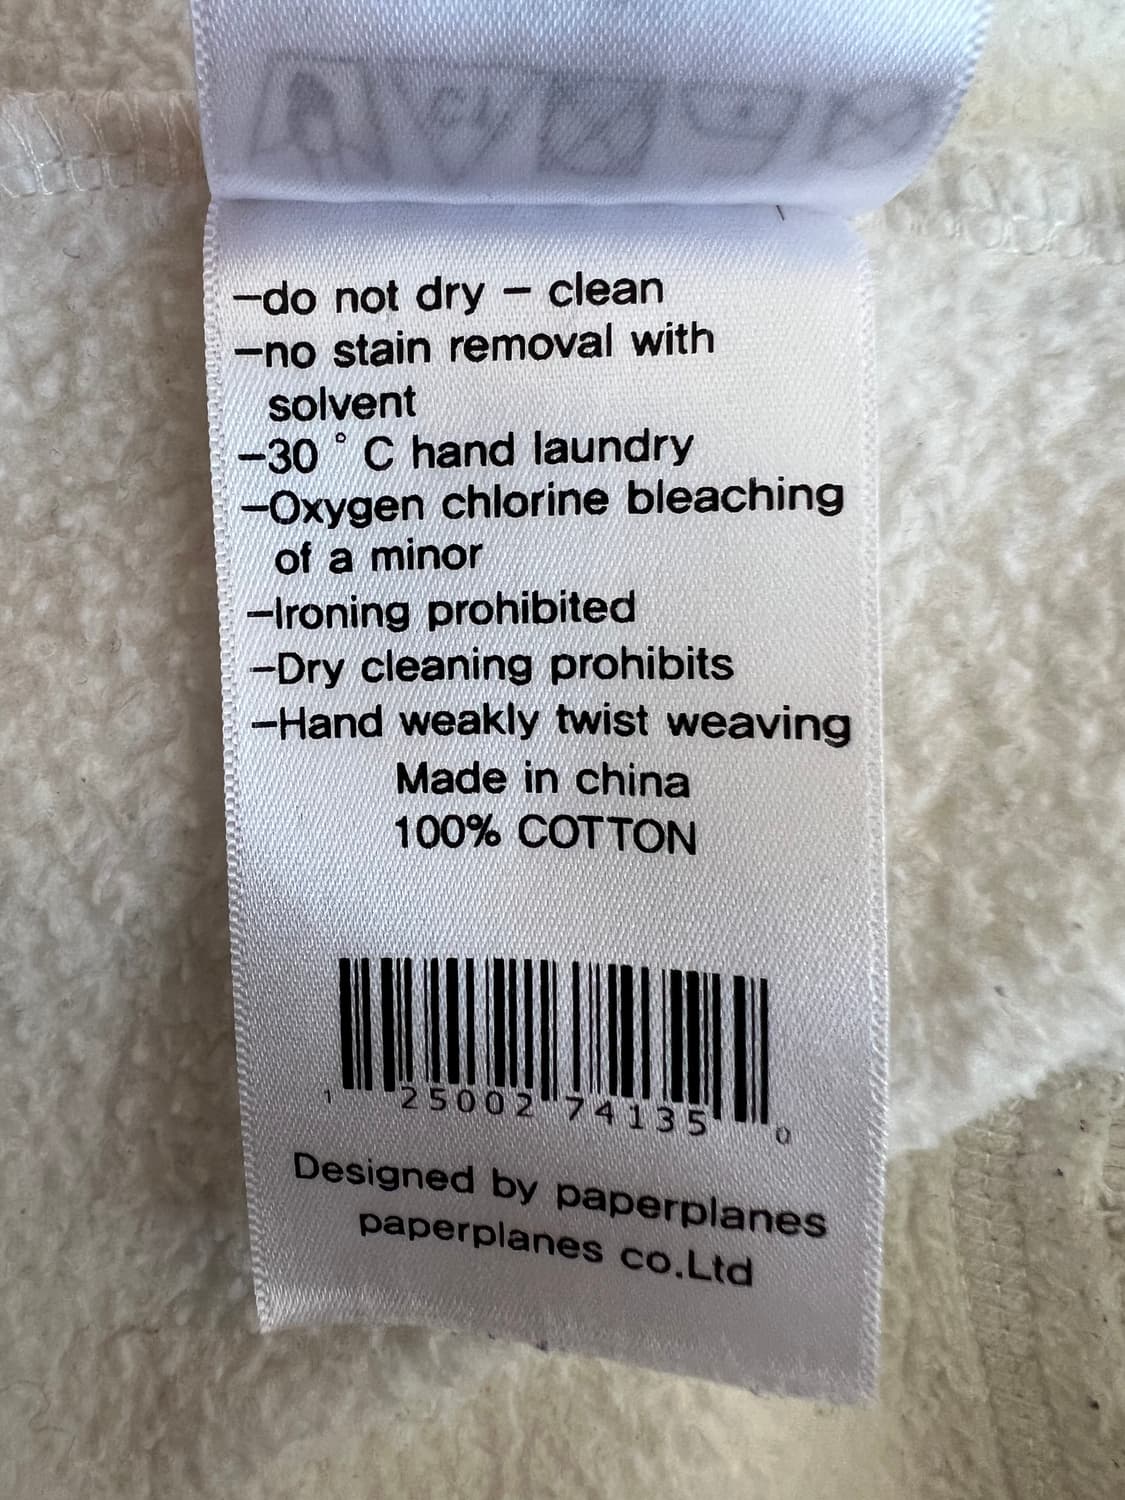 -do not dry - clean
-no stain removal with
solvent
-30 ° C hand laundry
-Oxygen chlorine bleaching
of a minor
-Ironing prohibited
-Dry cleaning prohibits
-Hand weakly twist weaving
Made in china
100% COTTON
1 25002 74135 0
Designed by paperplanes
paperplanes co.Ltd